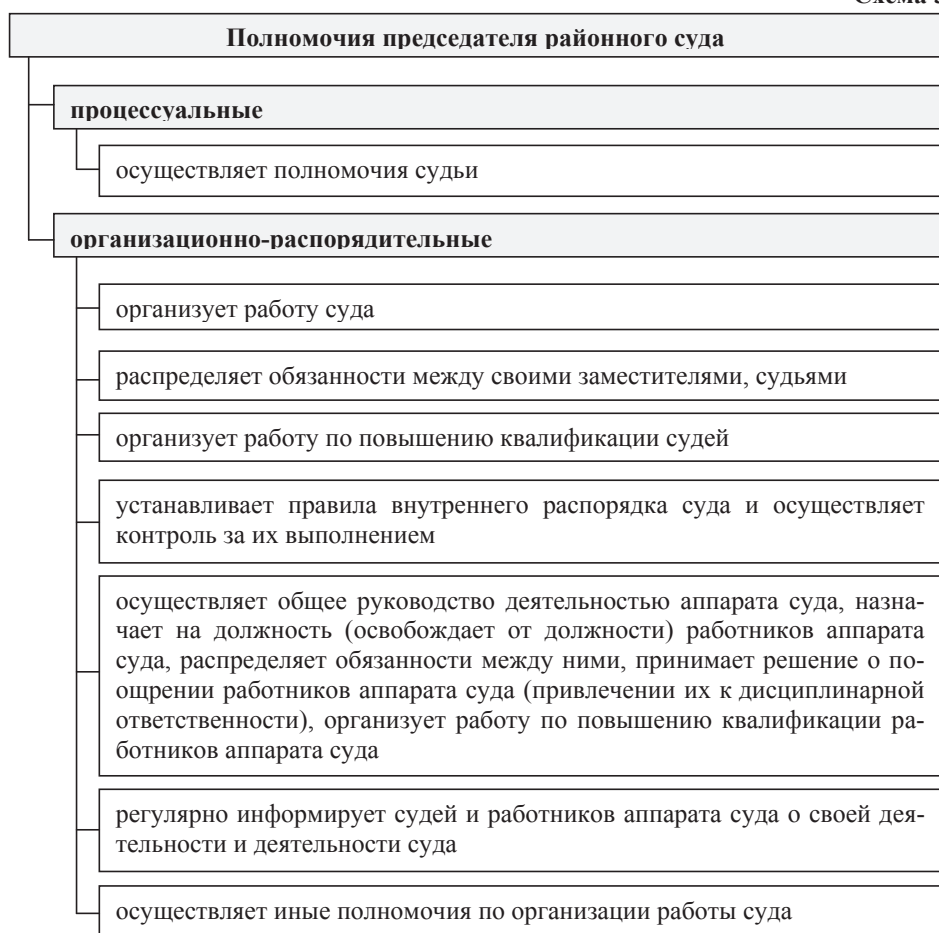 Схема
Полномочия председателя районного суда
процессуальные
осуществляет полномочия судьи
организационно-распорядительные
организует работу суда
распределяет обязанности между своими заместителями, судьями
организует работу по повышению квалификации судей
устанавливает правила внутреннего распорядка суда и осуществляет
контроль за их выполнением
осуществляет общее руководство деятельностью аппарата суда, назна-
чает на должность (освобождает от должности) работников аппарата
суда, распределяет обязанности между ними, принимает решение о по-
ощрении работников аппарата суда (привлечении их к дисциплинарной
ответственности), организует работу по повышению квалификации ра-
ботников аппарата суда
регулярно информирует судей и работников аппарата суда о своей дея-
тельности и деятельности суда
осуществляет иные полномочия по организации работы суда